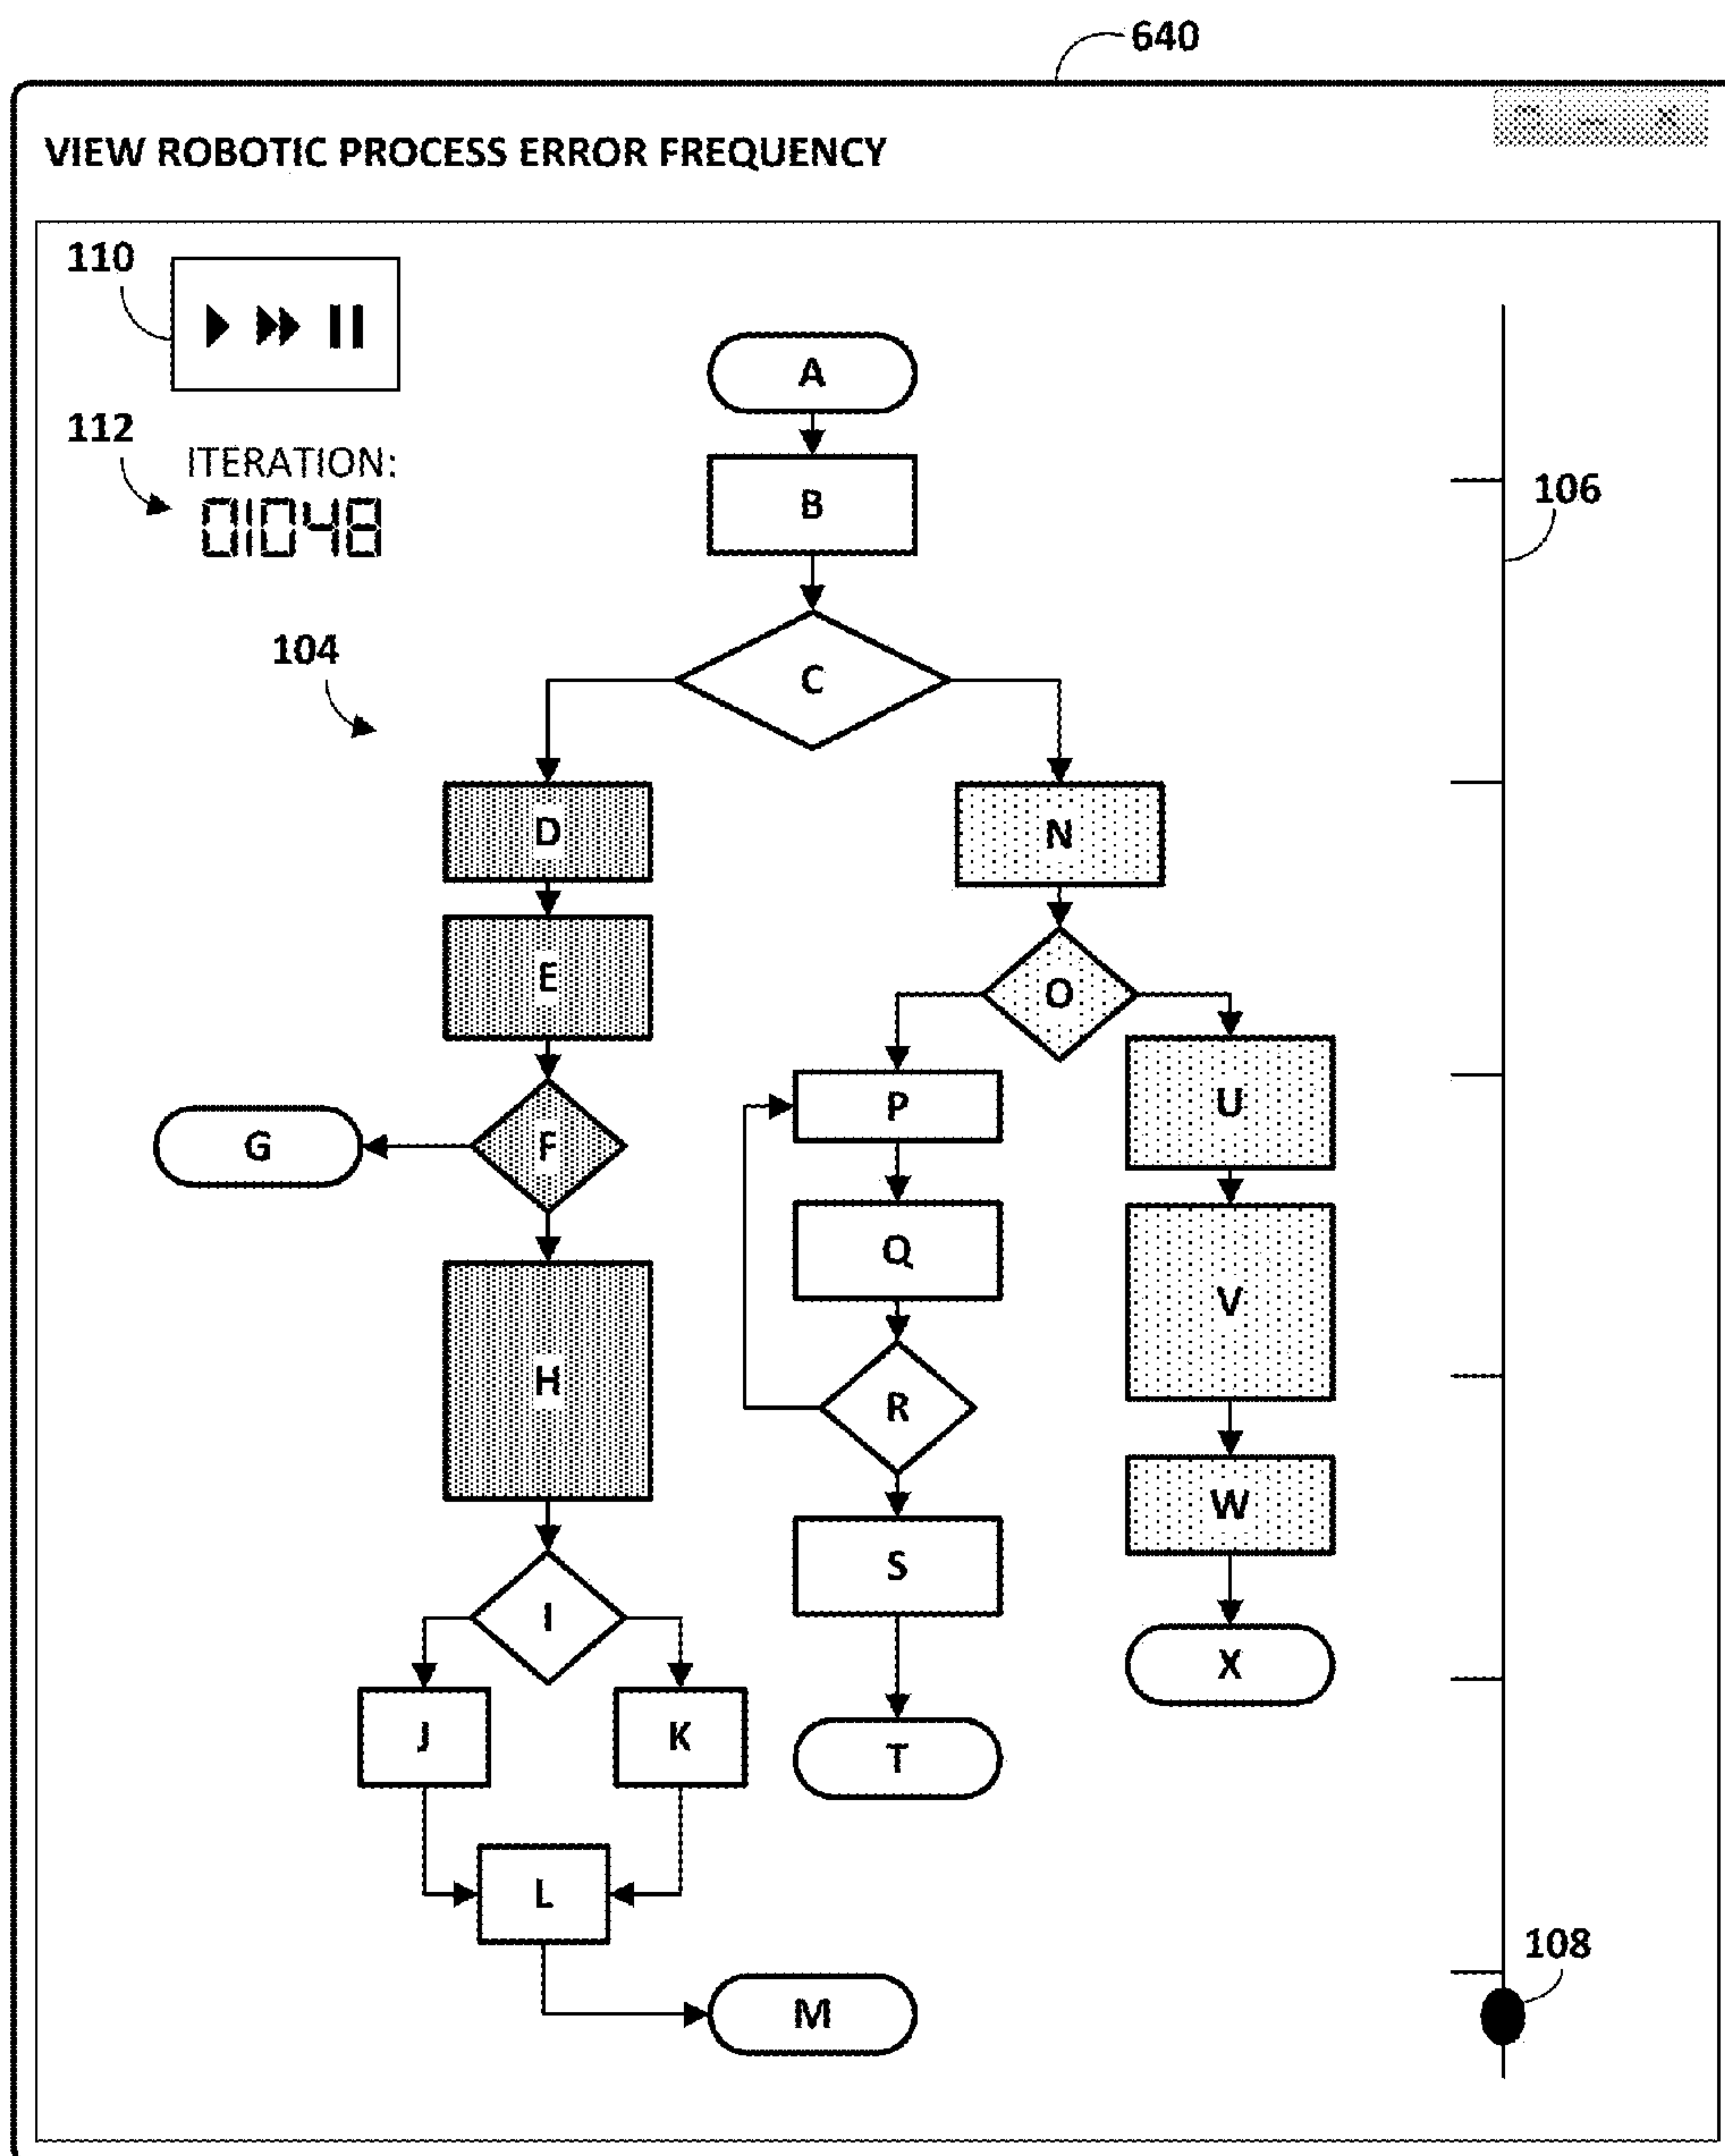 640
VIEW ROBOTIC PROCESS ERROR FREQUENCY
110
112
ITERATION:
01048
104
106
A
B
C
D
N
E
O
F
G
P
U
Q
V
H
R
W
S
I
X
J
K
T
L
108
M